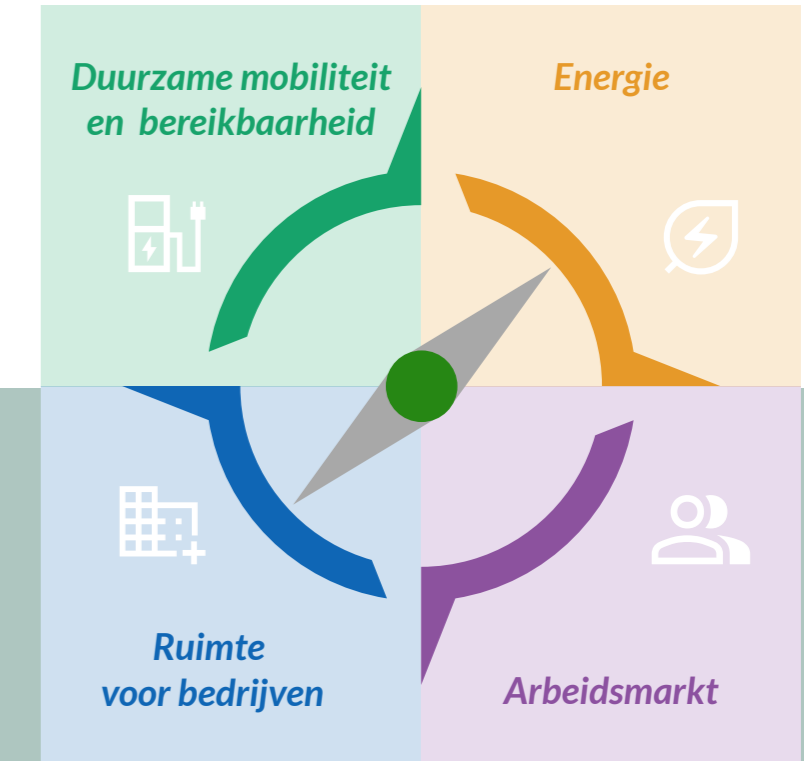 Duurzame mobiliteit
en bereikbaarheid
Energie
Ruimte
voor bedrijven
Arbeidsmarkt